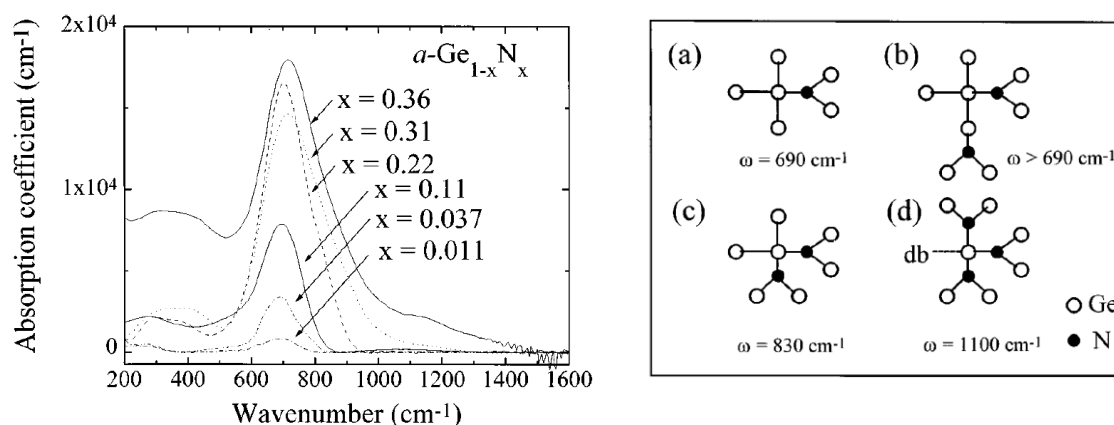 2x10⁴
1x10⁴
0
Absorption coefficient (cm⁻¹)
a-Ge₁₋ₓNₓ
x = 0.36
x = 0.31
x = 0.22
x = 0.11
x = 0.037
x = 0.011
200 400 600 800 1000 1200 1400 1600
Wavenumber (cm⁻¹)
(a)
ω = 690 cm⁻¹
(b)
ω > 690 cm⁻¹
(c)
ω = 830 cm⁻¹
(d)
db
ω = 1100 cm⁻¹
Ge
N